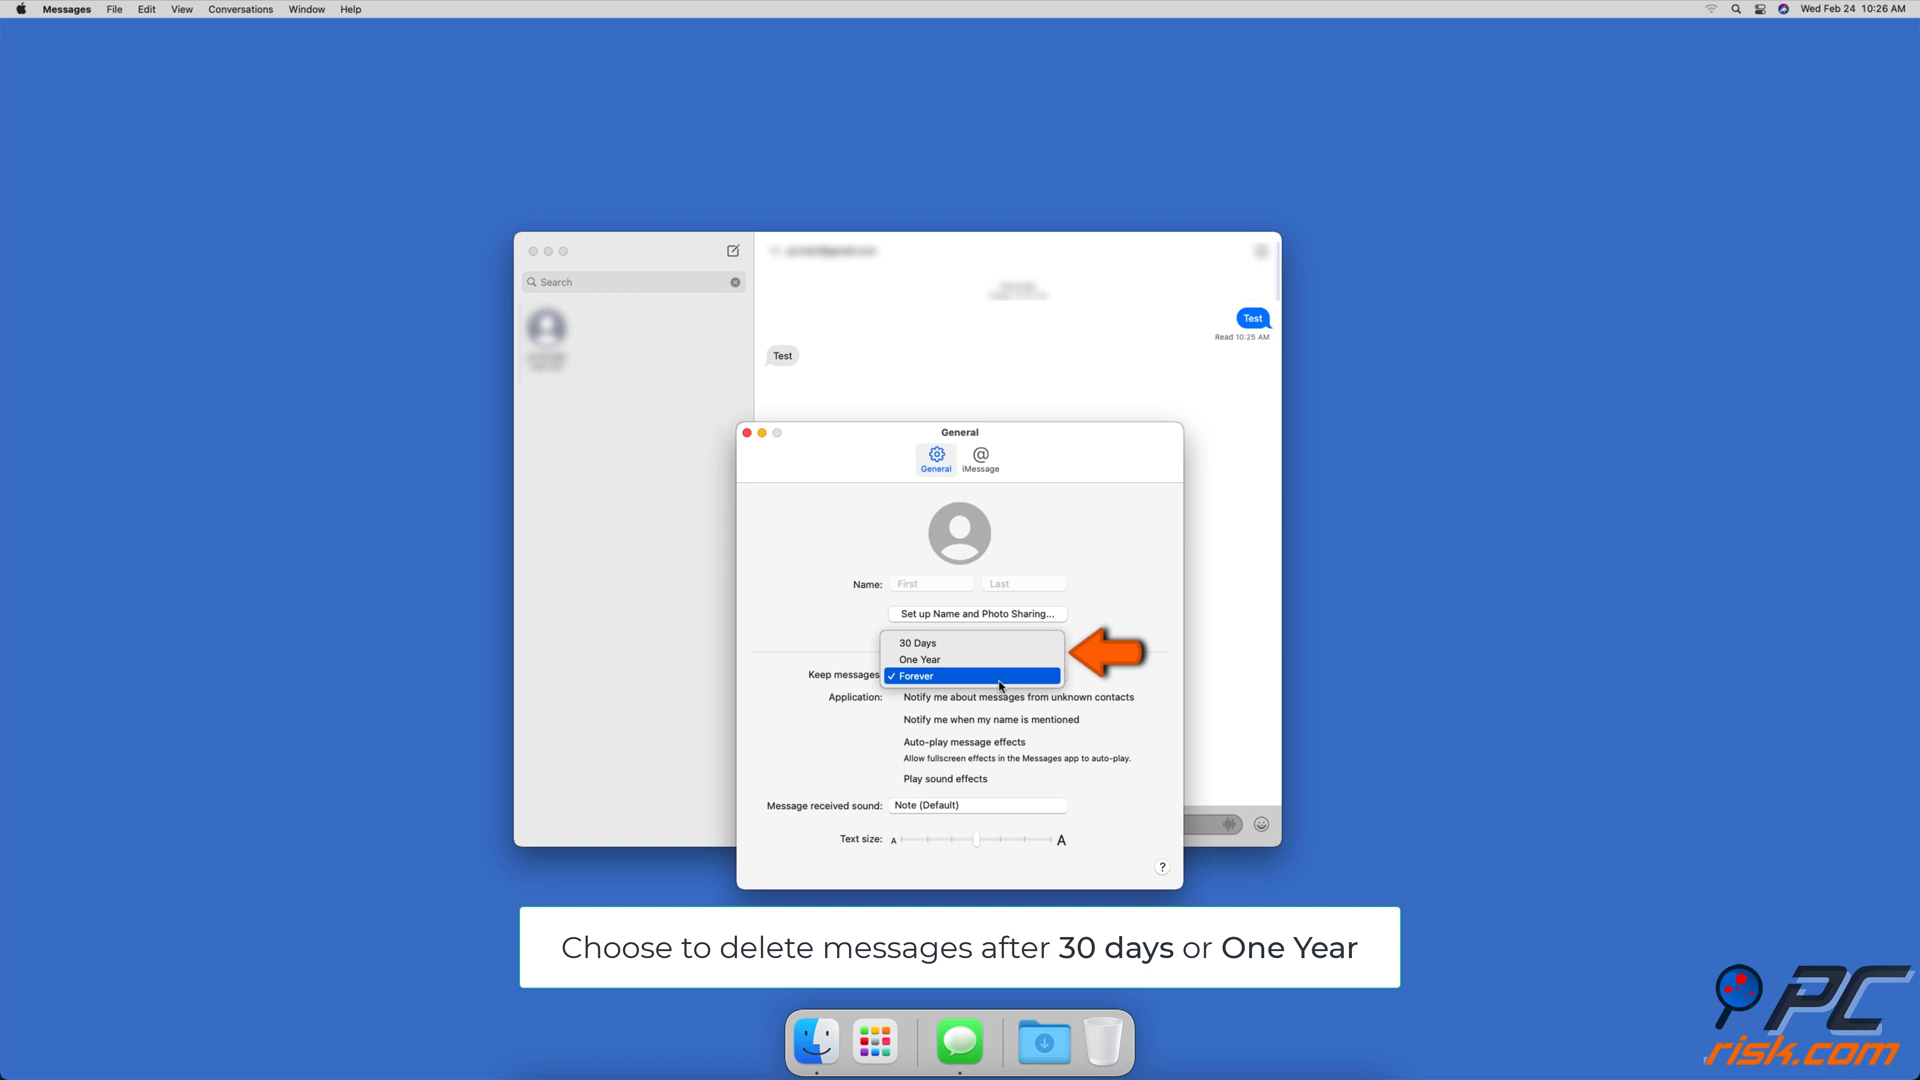 Messages File Edit View Conversations Window Help
Wed Feb 24 10:26 AM
Search
Test
Read 10:25 AM
Test
General
General
iMessage
Name: First Last
Set up Name and Photo Sharing...
30 Days
One Year
Keep messages
✓ Forever
Application: Notify me about messages from unknown contacts
Notify me when my name is mentioned
Auto-play message effects
Allow fullscreen effects in the Messages app to auto-play.
Play sound effects
Message received sound: Note (Default)
Text size: A A
?
Choose to delete messages after 30 days or One Year
PC
risk.com